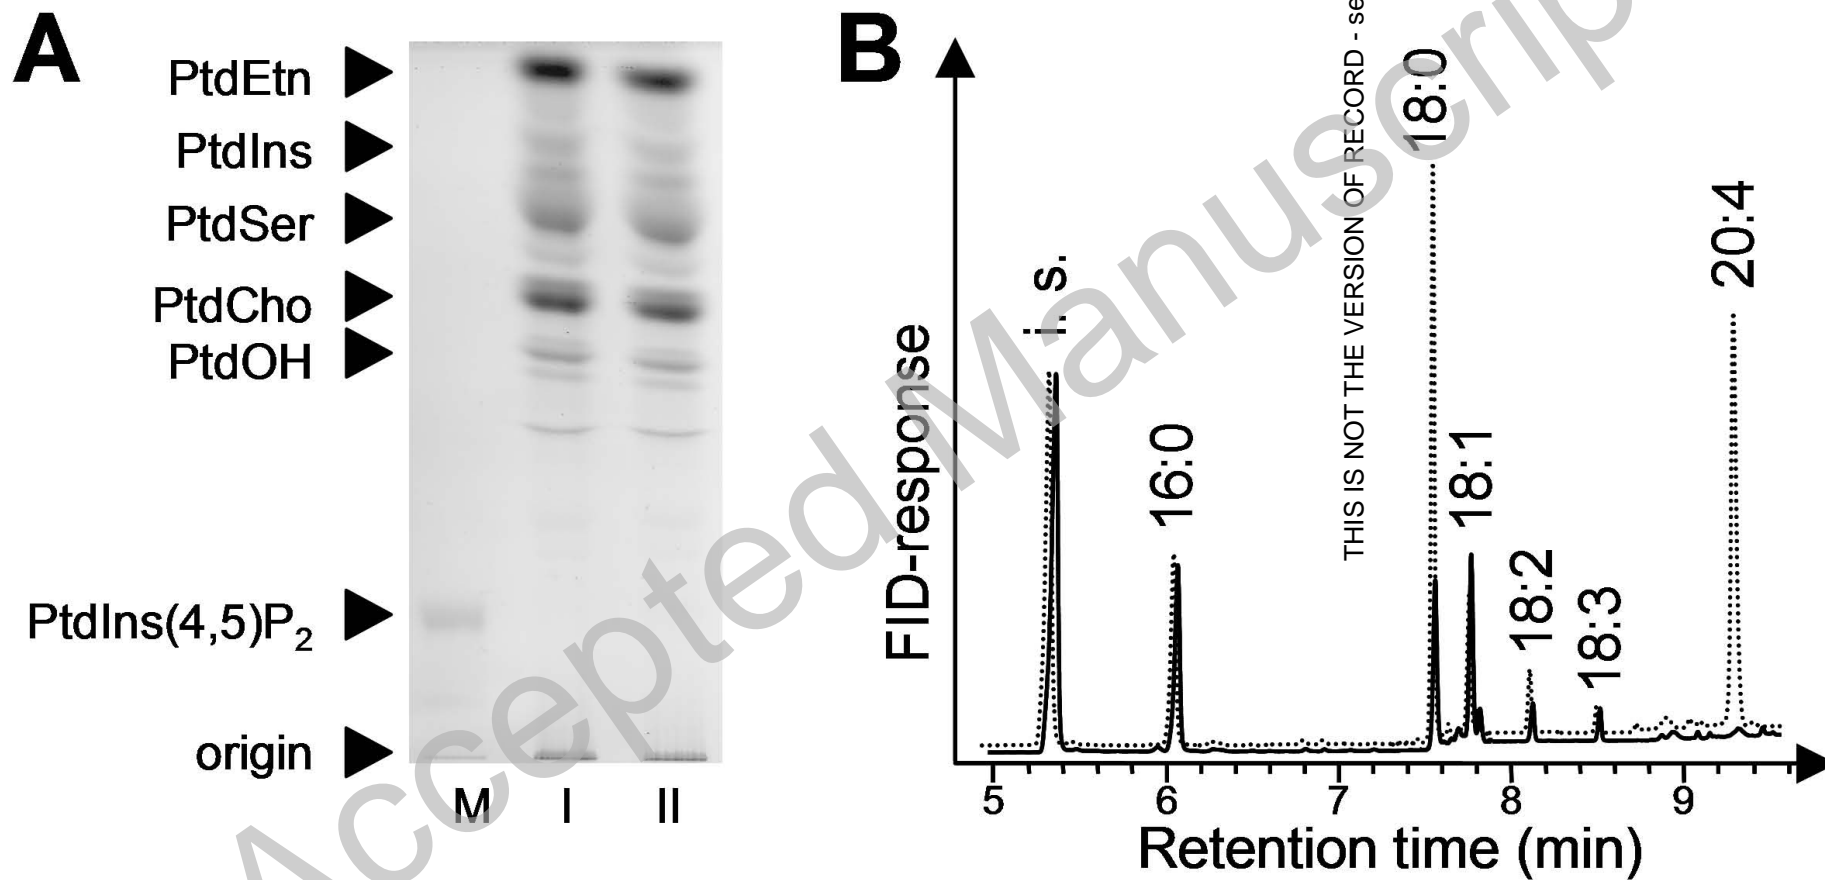 A
PtdEtn
PtdIns
PtdSer
PtdCho
PtdOH
PtdIns(4,5)P2
origin
M I II
B
FID-response
i. s.
16:0
18:0
18:1
18:2
18:3
20:4
5 6 7 8 9
Retention time (min)
THIS IS NOT THE VERSION OF RECORD - se
Accepted Manuscrip